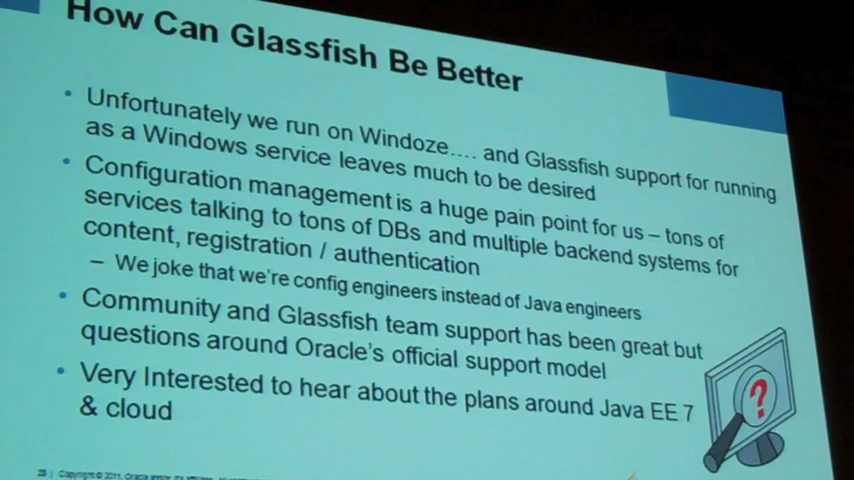 How Can Glassfish Be Better
• Unfortunately we run on Windoze.... and Glassfish support for running
as a Windows service leaves much to be desired
• Configuration management is a huge pain point for us – tons of
services talking to tons of DBs and multiple backend systems for
content, registration / authentication
– We joke that we're config engineers instead of Java engineers
• Community and Glassfish team support has been great but
questions around Oracle's official support model
• Very Interested to hear about the plans around Java EE 7
& cloud
?
Copyright © 2011, Oracle